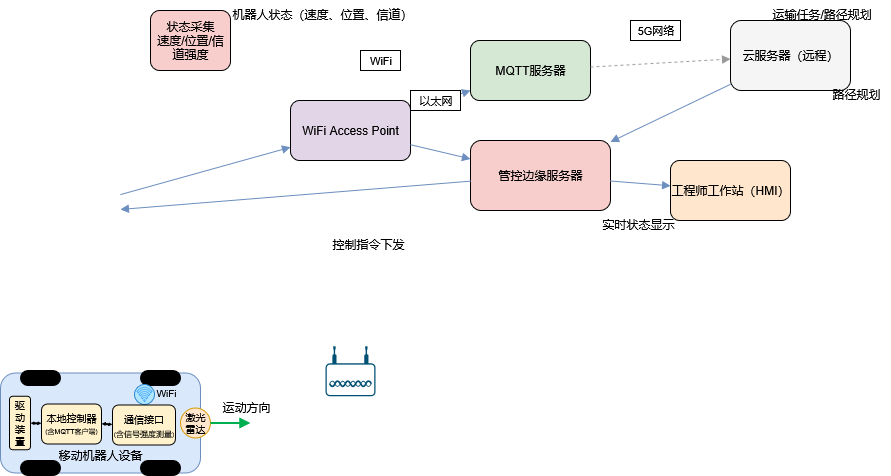 状态采集
速度/位置/信
道强度
机器人状态（速度、位置、信道）
WiFi
5G网络
运输任务/路径规划
MQTT服务器
云服务器（远程）
路径规划
以太网
WiFi Access Point
管控边缘服务器
工程师工作站（HMI）
实时状态显示
控制指令下发
WiFi
驱
动
装
置
本地控制器
(含MQTT客户端)
通信接口
(含信号强度测量)
激光
雷达
运动方向
移动机器人设备